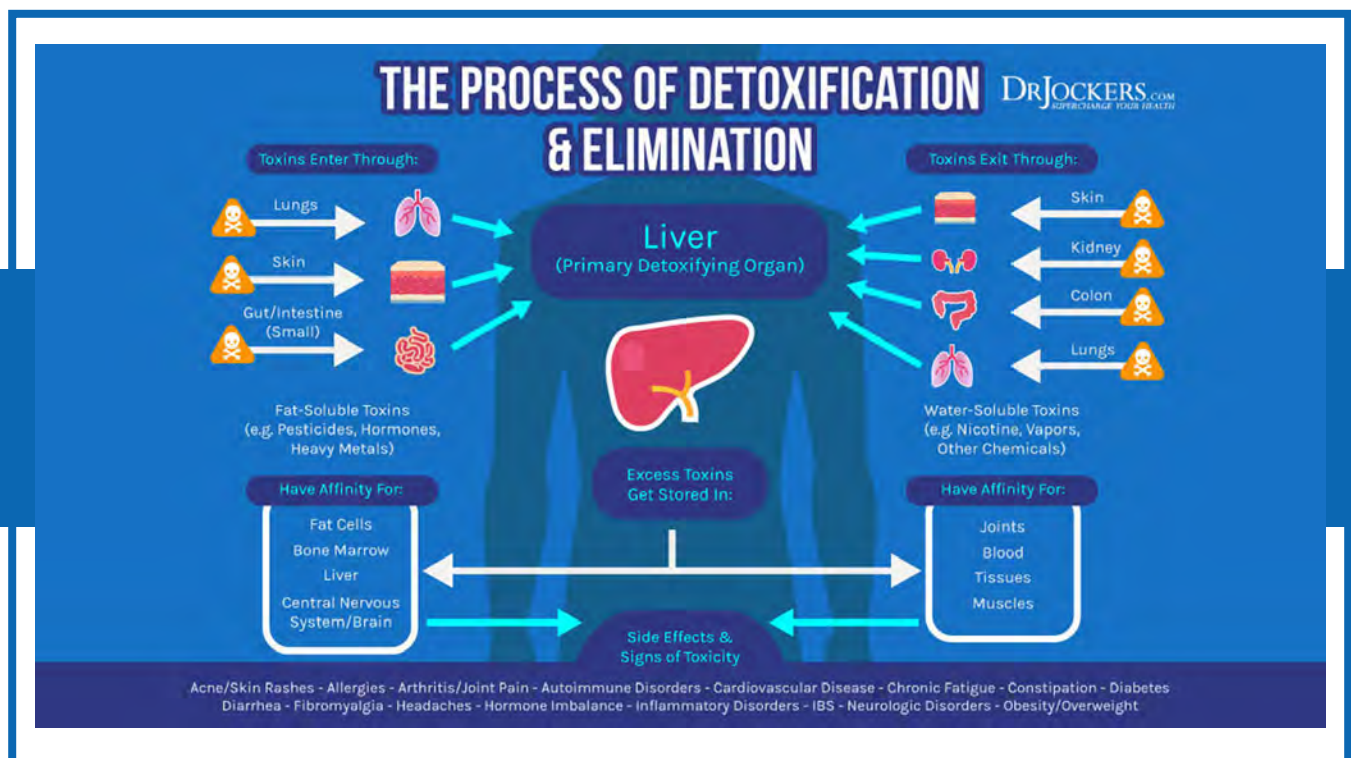 THE PROCESS OF DETOXIFICATION
& ELIMINATION
DRJOCKERS.COM
SUPERCHARGE YOUR HEALTH
Toxins Enter Through:
Lungs
Skin
Gut/Intestine
(Small)
Liver
(Primary Detoxifying Organ)
Toxins Exit Through:
Skin
Kidney
Colon
Lungs
Fat-Soluble Toxins
(e.g. Pesticides, Hormones,
Heavy Metals)
Water-Soluble Toxins
(e.g. Nicotine, Vapors,
Other Chemicals)
Excess Toxins
Get Stored In:
Have Affinity For:
Fat Cells
Bone Marrow
Liver
Central Nervous
System/Brain
Have Affinity For:
Joints
Blood
Tissues
Muscles
Side Effects &
Signs of Toxicity
Acne/Skin Rashes - Allergies - Arthritis/Joint Pain - Autoimmune Disorders - Cardiovascular Disease - Chronic Fatigue - Constipation - Diabetes
Diarrhea - Fibromyalgia - Headaches - Hormone Imbalance - Inflammatory Disorders - IBS - Neurologic Disorders - Obesity/Overweight